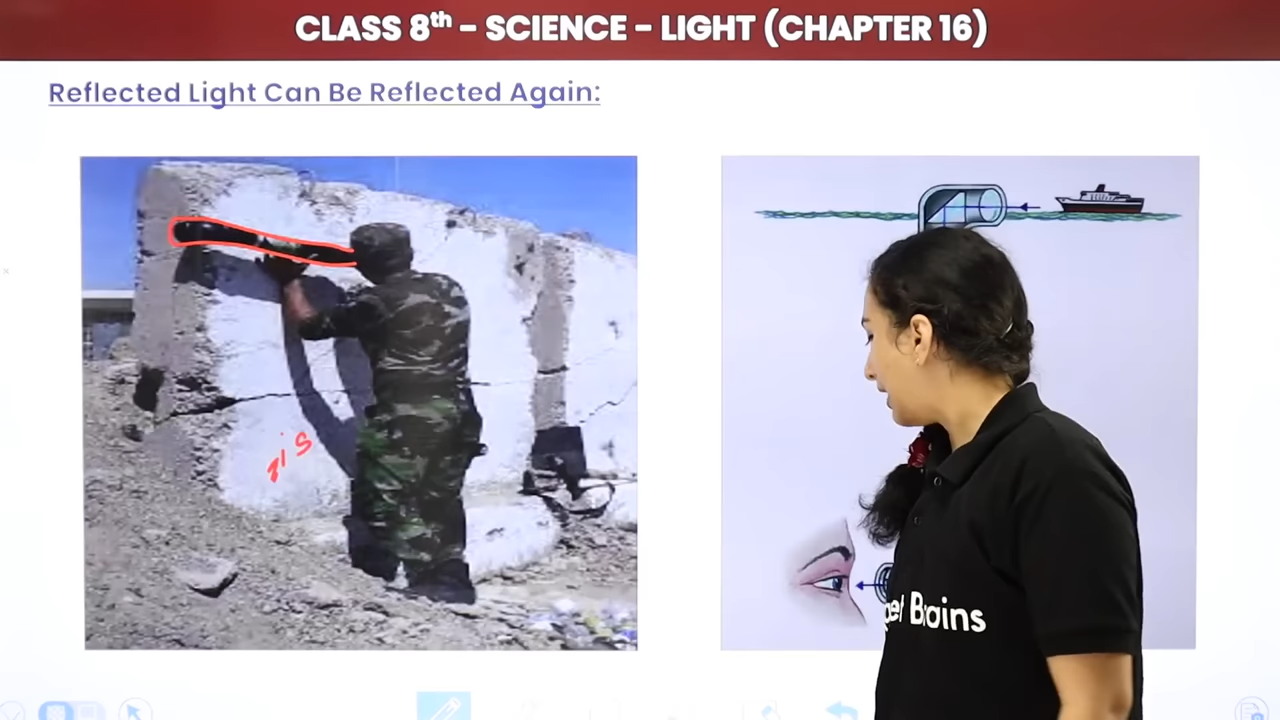 CLASS 8th - SCIENCE - LIGHT (CHAPTER 16)
Reflected Light Can Be Reflected Again:
Brains